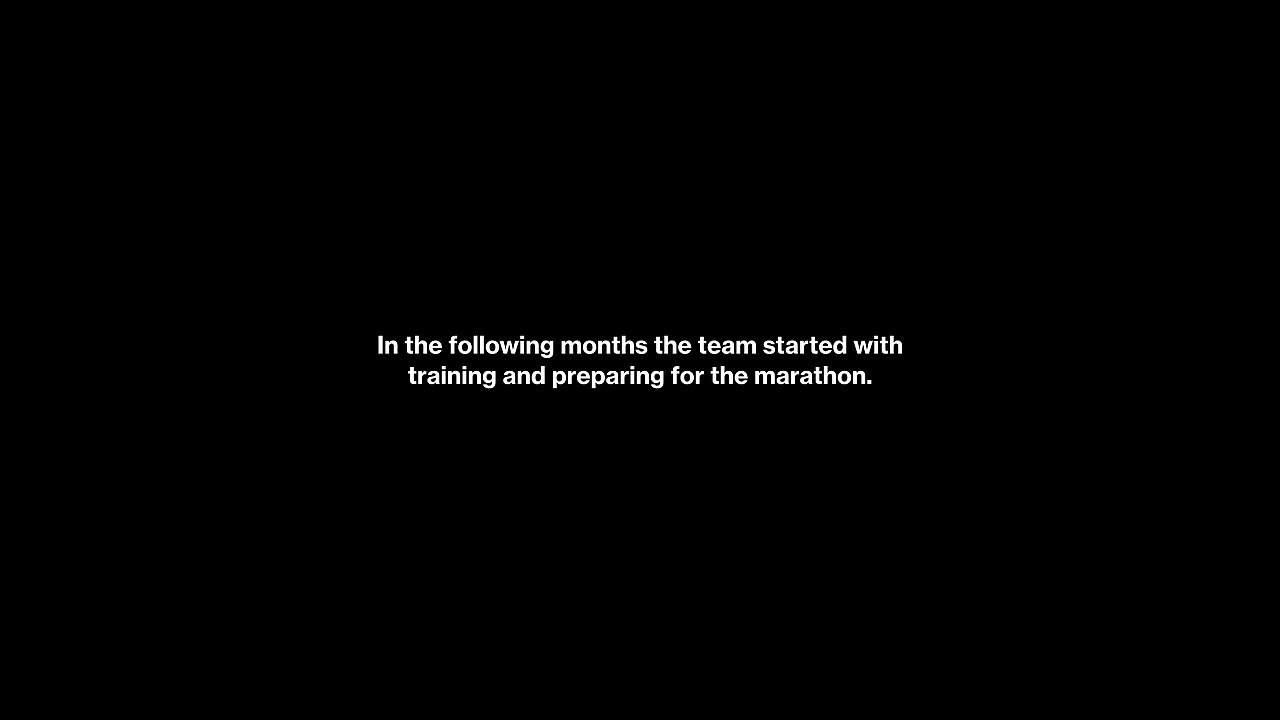 In the following months the team started with
training and preparing for the marathon.